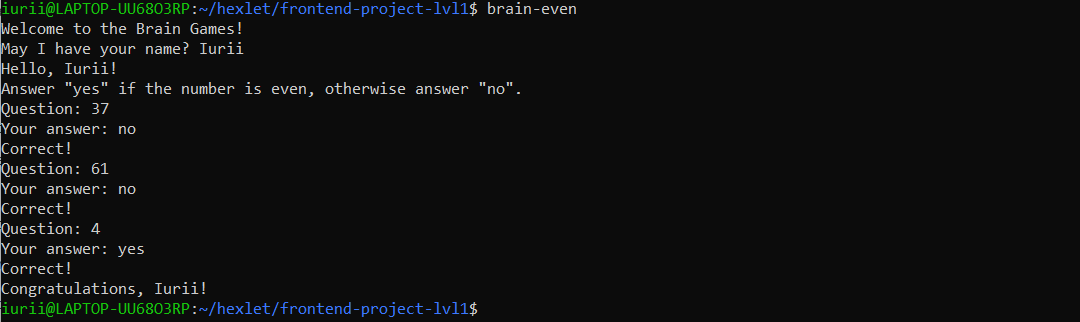 iurii@LAPTOP-UU68O3RP:~/hexlet/frontend-project-lvl1$ brain-even
Welcome to the Brain Games!
May I have your name? Iurii
Hello, Iurii!
Answer "yes" if the number is even, otherwise answer "no".
Question: 37
Your answer: no
Correct!
Question: 61
Your answer: no
Correct!
Question: 4
Your answer: yes
Correct!
Congratulations, Iurii!
iurii@LAPTOP-UU68O3RP:~/hexlet/frontend-project-lvl1$